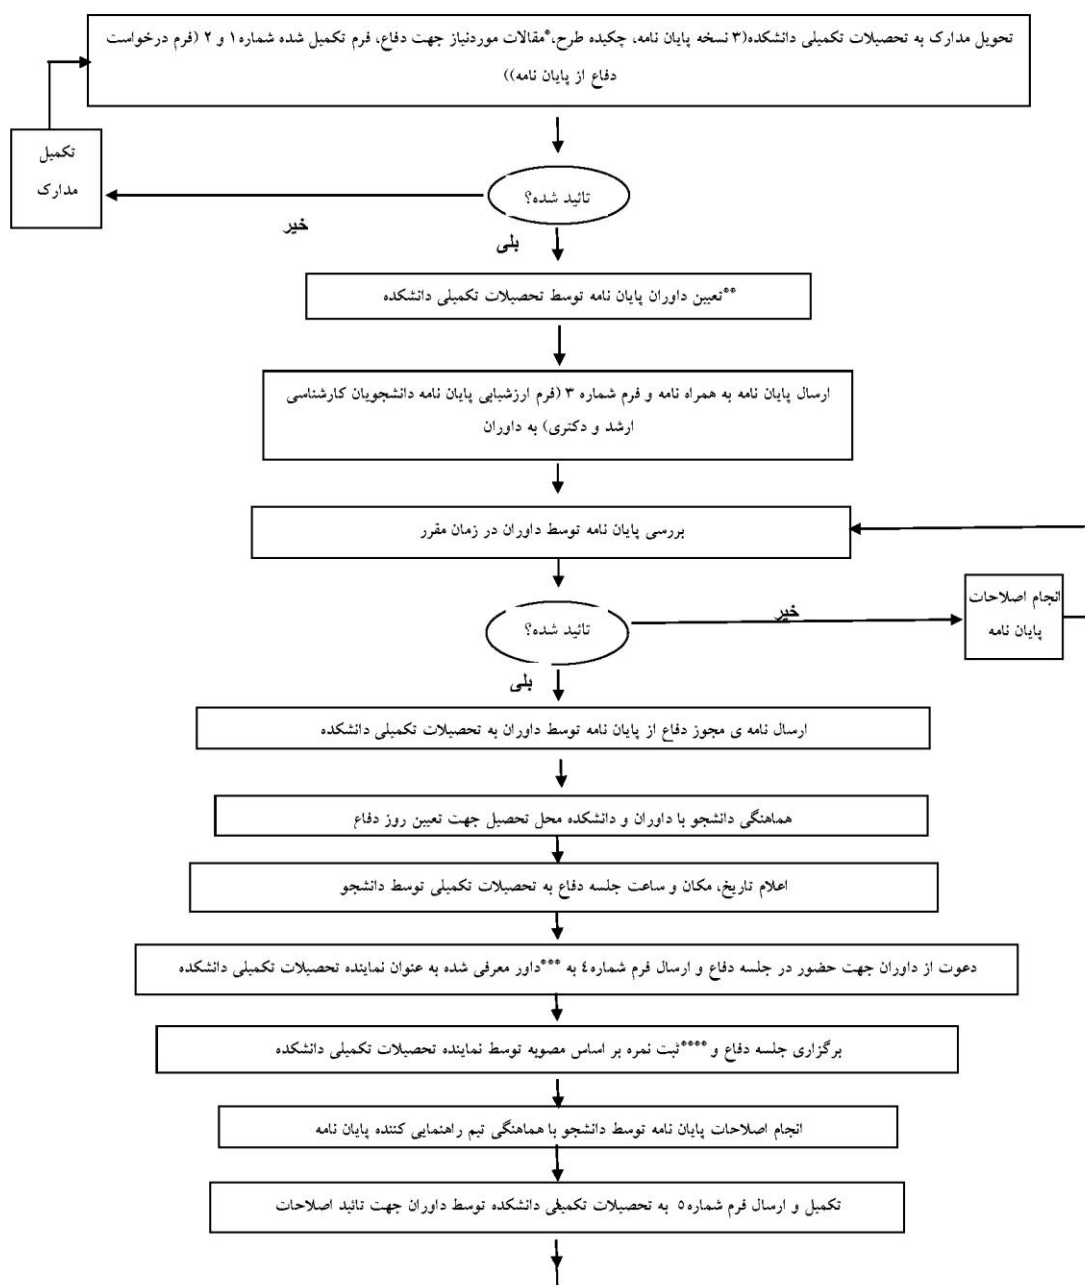 تحویل مدارک به تحصیلات تکمیلی دانشکده(۳ نسخه پایان نامه، چکیده طرح،*مقالات موردنیاز جهت دفاع، فرم تکمیل شده شماره۱ و ۲ (فرم درخواست
دفاع از پایان نامه))
تکمیل
مدارک
تائید شده؟
خیر
بلی
**تعیین داوران پایان نامه توسط تحصیلات تکمیلی دانشکده
ارسال پایان نامه به همراه نامه و فرم شماره ۳ (فرم ارزشیابی پایان نامه دانشجویان کارشناسی
ارشد و دکتری) به داوران
بررسی پایان نامه توسط داوران در زمان مقرر
تائید شده؟
خیر
انجام اصلاحات
پایان نامه
بلی
ارسال نامه ی مجوز دفاع از پایان نامه توسط داوران به تحصیلات تکمیلی دانشکده
هماهنگی دانشجو با داوران و دانشکده محل تحصیل جهت تعیین روز دفاع
اعلام تاریخ، مکان و ساعت جلسه دفاع به تحصیلات تکمیلی توسط دانشجو
دعوت از داوران جهت حضور در جلسه دفاع و ارسال فرم شماره٤ به ***داور معرفی شده به عنوان نماینده تحصیلات تکمیلی دانشکده
برگزاری جلسه دفاع و ****ثبت نمره بر اساس مصوبه توسط نماینده تحصیلات تکمیلی دانشکده
انجام اصلاحات پایان نامه توسط دانشجو با هماهنگی تیم راهنمایی کننده پایان نامه
تکمیل و ارسال فرم شماره٥ به تحصیلات تکمیلی دانشکده توسط داوران جهت تائید اصلاحات